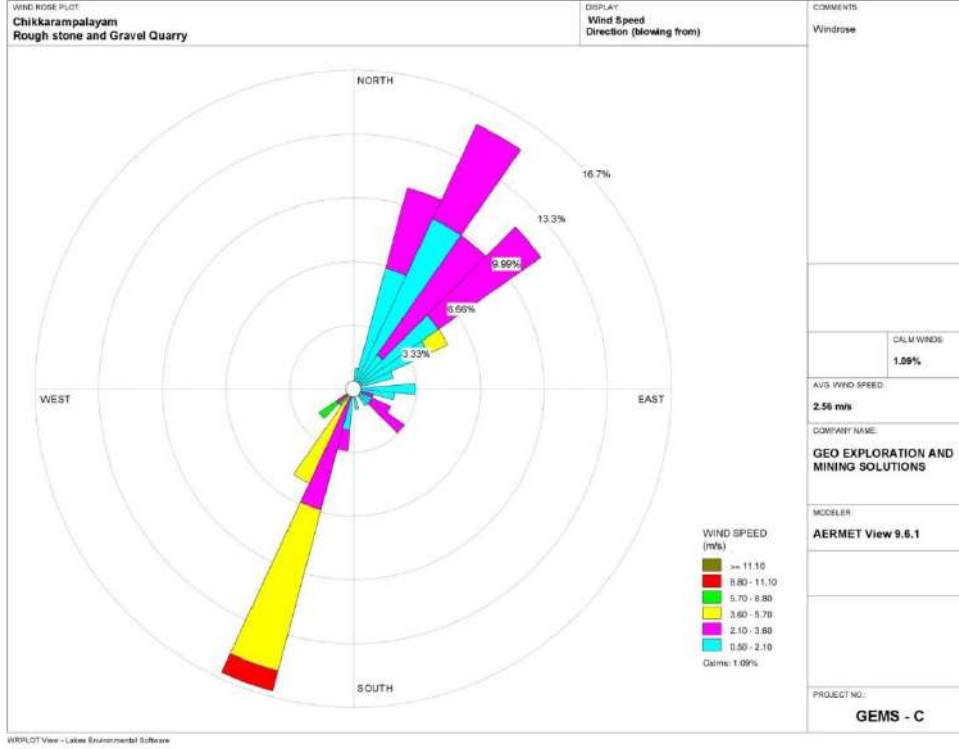 WIND ROSE PLOT:
Chikkarampalayam
Rough stone and Gravel Quarry
DISPLAY:
Wind Speed
Direction (blowing from)
COMMENTS:
Windrose
NORTH
16.7%
13.3%
9.99%
6.66%
3.33%
WEST
EAST
SOUTH
WIND SPEED
(m/s)
>= 11.10
8.80 - 11.10
5.70 - 8.80
3.60 - 5.70
2.10 - 3.60
0.50 - 2.10
Calms: 1.09%
CALM WINDS:
1.09%
AVG. WIND SPEED:
2.56 m/s
COMPANY NAME:
GEO EXPLORATION AND
MINING SOLUTIONS
MODELER:
AERMET View 9.6.1
PROJECT NO.:
GEMS - C
WRPLOT View - Lakes Environmental Software